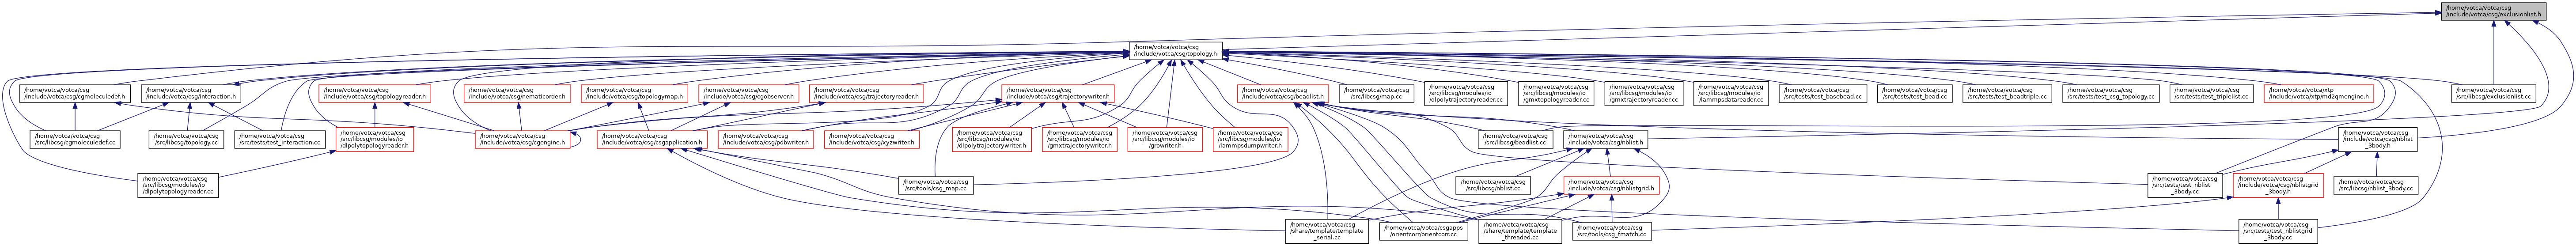 /home/votca/votca/csg
/include/votca/csg/exclusionlist.h
/home/votca/votca/csg
/include/votca/csg/topology.h
/home/votca/votca/csg
/include/votca/csg/cgmoleculedef.h
/home/votca/votca/csg
/include/votca/csg/interaction.h
/home/votca/votca/csg
/include/votca/csg/topologyreader.h
/home/votca/votca/csg
/include/votca/csg/nematicorder.h
/home/votca/votca/csg
/include/votca/csg/topologymap.h
/home/votca/votca/csg
/include/votca/csg/cgobserver.h
/home/votca/votca/csg
/include/votca/csg/trajectoryreader.h
/home/votca/votca/csg
/include/votca/csg/trajectorywriter.h
/home/votca/votca/csg
/include/votca/csg/beadlist.h
/home/votca/votca/csg
/src/libcsg/map.cc
/home/votca/votca/csg
/src/libcsg/modules/io
/dlpolytrajectoryreader.cc
/home/votca/votca/csg
/src/libcsg/modules/io
/gmxtopologyreader.cc
/home/votca/votca/csg
/src/libcsg/modules/io
/gmxtrajectoryreader.cc
/home/votca/votca/csg
/src/libcsg/modules/io
/lammpsdatareader.cc
/home/votca/votca/csg
/src/tests/test_basebead.cc
/home/votca/votca/csg
/src/tests/test_bead.cc
/home/votca/votca/csg
/src/tests/test_beadtriple.cc
/home/votca/votca/csg
/src/tests/test_csg_topology.cc
/home/votca/votca/csg
/src/tests/test_triplelist.cc
/home/votca/votca/xtp
/include/votca/xtp/md2qmengine.h
/home/votca/votca/csg
/src/libcsg/exclusionlist.cc
/home/votca/votca/csg
/src/libcsg/cgmoleculedef.cc
/home/votca/votca/csg
/src/libcsg/topology.cc
/home/votca/votca/csg
/src/tests/test_interaction.cc
/home/votca/votca/csg
/src/libcsg/modules/io
/dlpolytopologyreader.h
/home/votca/votca/csg
/include/votca/csg/cgengine.h
/home/votca/votca/csg
/include/votca/csg/csgapplication.h
/home/votca/votca/csg
/include/votca/csg/pdbwriter.h
/home/votca/votca/csg
/include/votca/csg/xyzwriter.h
/home/votca/votca/csg
/src/libcsg/modules/io
/dlpolytrajectorywriter.h
/home/votca/votca/csg
/src/libcsg/modules/io
/gmxtrajectorywriter.h
/home/votca/votca/csg
/src/libcsg/modules/io
/growriter.h
/home/votca/votca/csg
/src/libcsg/modules/io
/lammpsdumpwriter.h
/home/votca/votca/csg
/src/libcsg/beadlist.cc
/home/votca/votca/csg
/include/votca/csg/nblist.h
/home/votca/votca/csg
/include/votca/csg/nblist
_3body.h
/home/votca/votca/csg
/src/libcsg/modules/io
/dlpolytopologyreader.cc
/home/votca/votca/csg
/src/tools/csg_map.cc
/home/votca/votca/csg
/src/libcsg/nblist.cc
/home/votca/votca/csg
/include/votca/csg/nblistgrid.h
/home/votca/votca/csg
/src/tests/test_nblist
_3body.cc
/home/votca/votca/csg
/include/votca/csg/nblistgrid
_3body.h
/home/votca/votca/csg
/src/libcsg/nblist_3body.cc
/home/votca/votca/csg
/share/template/template
_serial.cc
/home/votca/votca/csgapps
/orientcorr/orientcorr.cc
/home/votca/votca/csg
/share/template/template
_threaded.cc
/home/votca/votca/csg
/src/tools/csg_fmatch.cc
/home/votca/votca/csg
/src/tests/test_nblistgrid
_3body.cc